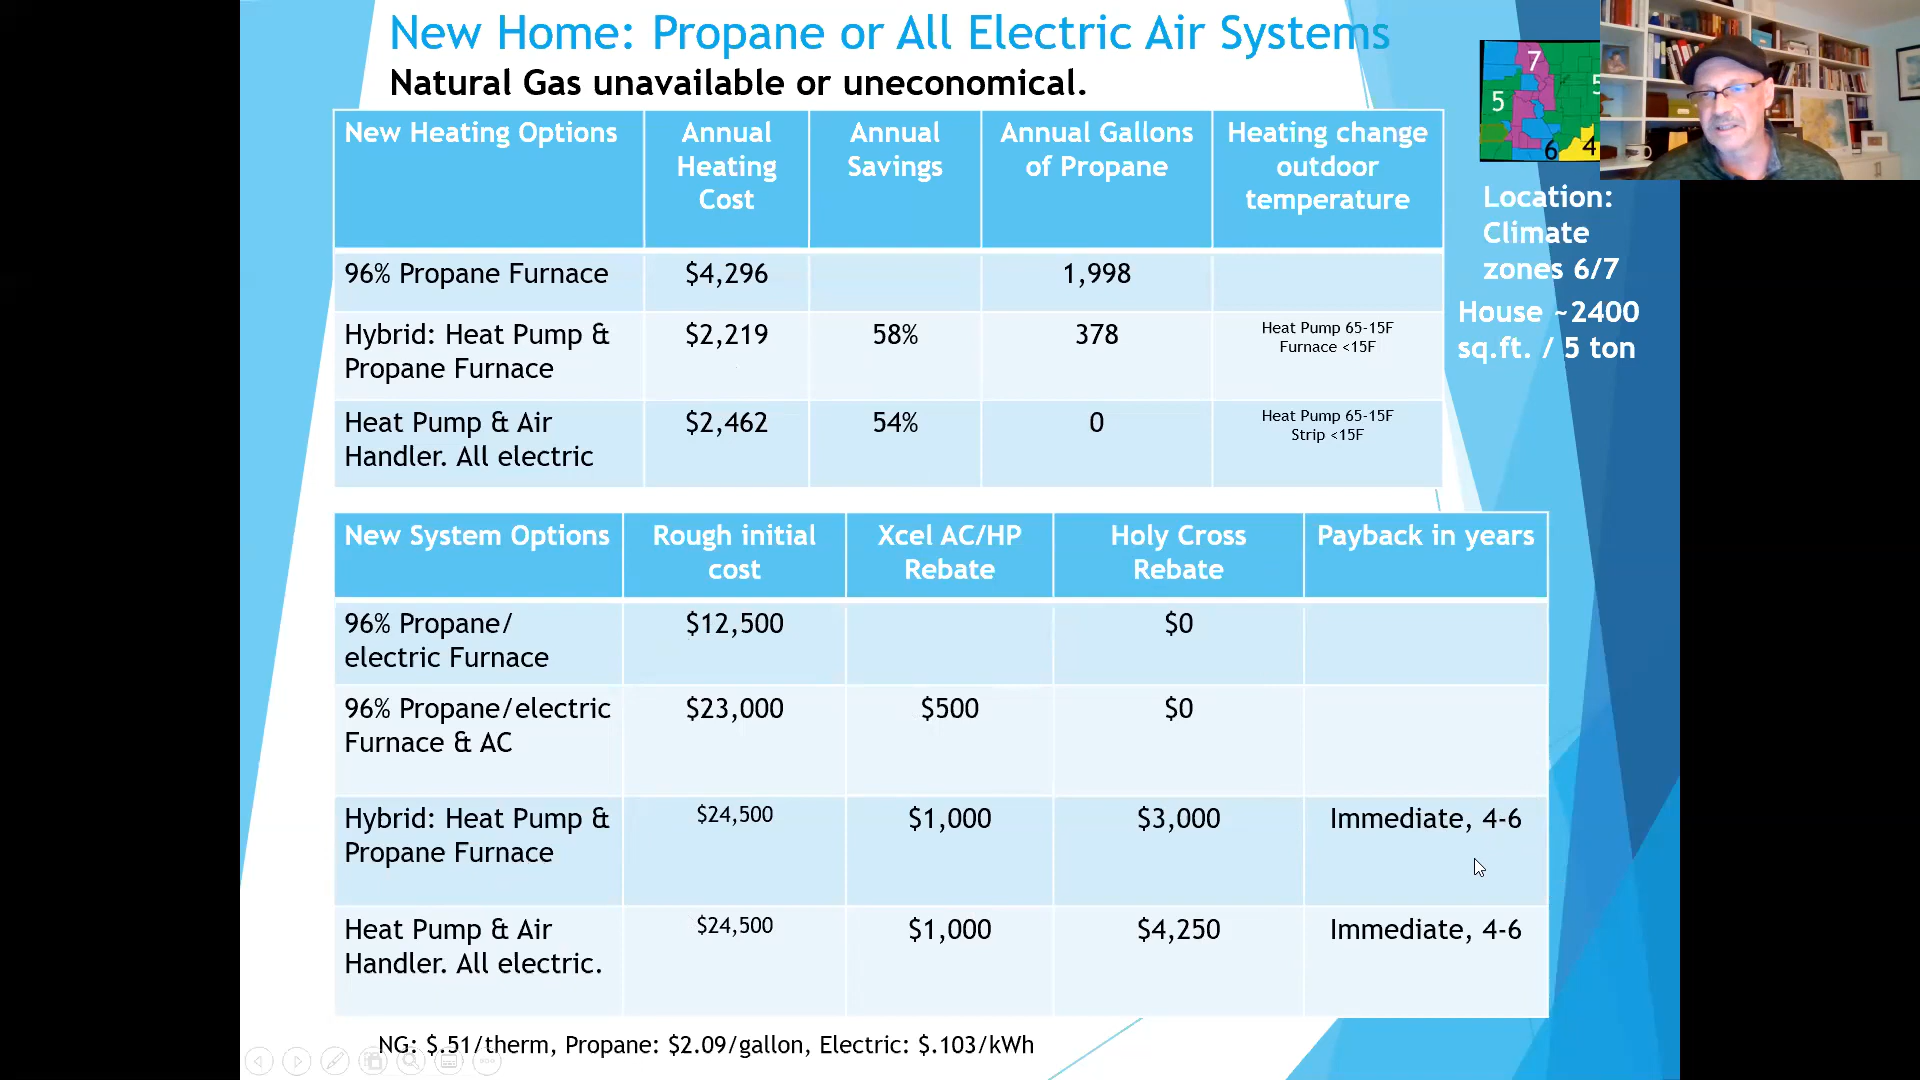 New Home: Propane or All Electric Air Systems
Natural Gas unavailable or uneconomical.
New Heating Options
Annual
Heating
Cost
Annual
Savings
Annual Gallons
of Propane
Heating change
outdoor
temperature
96% Propane Furnace
$4,296
1,998
Hybrid: Heat Pump &
Propane Furnace
$2,219
58%
378
Heat Pump 65-15F
Furnace <15F
Heat Pump & Air
Handler. All electric
$2,462
54%
0
Heat Pump 65-15F
Strip <15F
7
5
5
6
4
Location:
Climate
zones 6/7
House ~2400
sq.ft. / 5 ton
New System Options
Rough initial
cost
Xcel AC/HP
Rebate
Holy Cross
Rebate
Payback in years
96% Propane/
electric Furnace
$12,500
$0
96% Propane/electric
Furnace & AC
$23,000
$500
$0
Hybrid: Heat Pump &
Propane Furnace
$24,500
$1,000
$3,000
Immediate, 4-6
Heat Pump & Air
Handler. All electric.
$24,500
$1,000
$4,250
Immediate, 4-6
NG: $.51/therm, Propane: $2.09/gallon, Electric: $.103/kWh